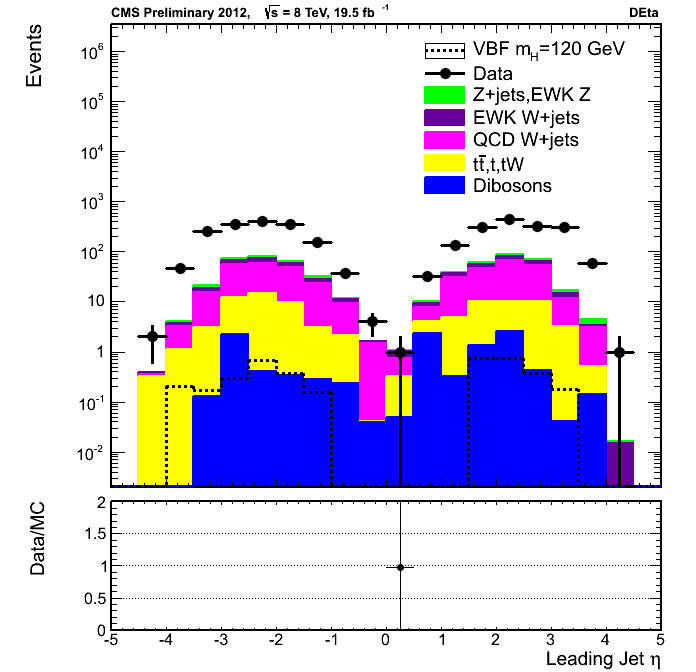 CMS Preliminary 2012, √s = 8 TeV, 19.5 fb⁻¹ DEta
Events
10⁶
10⁵
10⁴
10³
10²
10
1
10⁻¹
10⁻²
VBF m_H=120 GeV
Data
Z+jets,EWK Z
EWK W+jets
QCD W+jets
tt̄,t,tW
Dibosons
Data/MC
2
1.5
1
0.5
0
-5 -4 -3 -2 -1 0 1 2 3 4 5
Leading Jet η